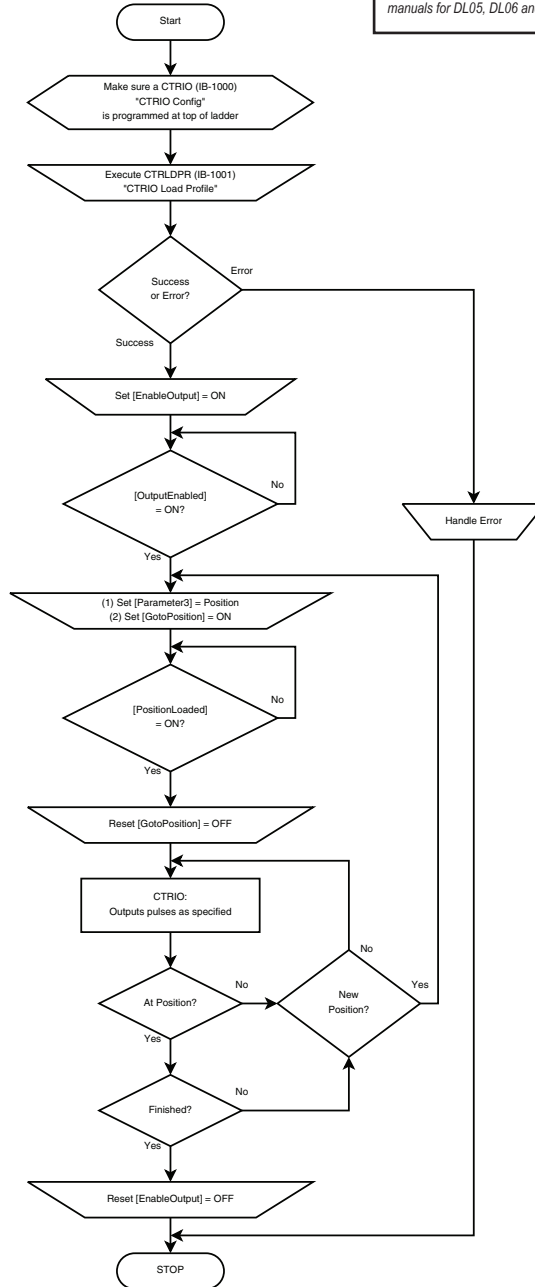 manuals for DL05, DL06 an
Start
Make sure a CTRIO (IB-1000)
"CTRIO Config"
is programmed at top of ladder
Execute CTRLDPR (IB-1001)
"CTRIO Load Profile"
Success
or Error?
Error
Success
Set [EnableOutput] = ON
[OutputEnabled]
= ON?
No
Yes
Handle Error
(1) Set [Parameter3] = Position
(2) Set [GotoPosition] = ON
[PositionLoaded]
= ON?
No
Yes
Reset [GotoPosition] = OFF
CTRIO:
Outputs pulses as specified
No
At Position?
No
New
Position?
Yes
Yes
Finished?
No
Yes
Reset [EnableOutput] = OFF
STOP